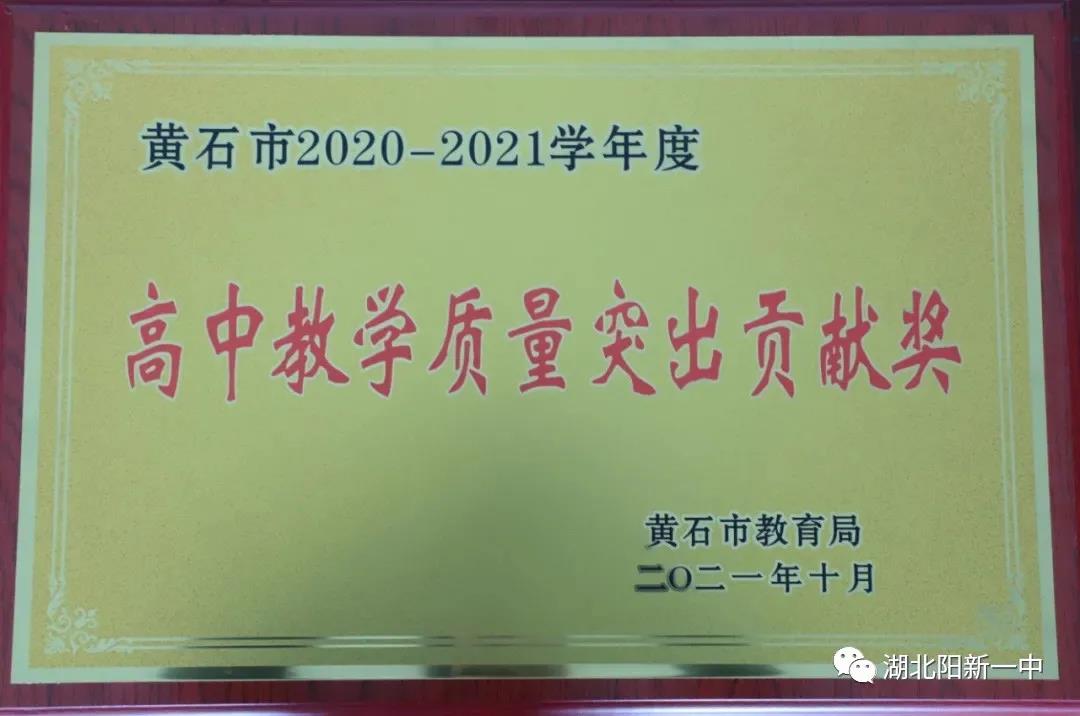 黄石市2020-2021学年度
高中教学质量突出贡献奖
黄石市教育局
二〇二一年十月
湖北阳新一中